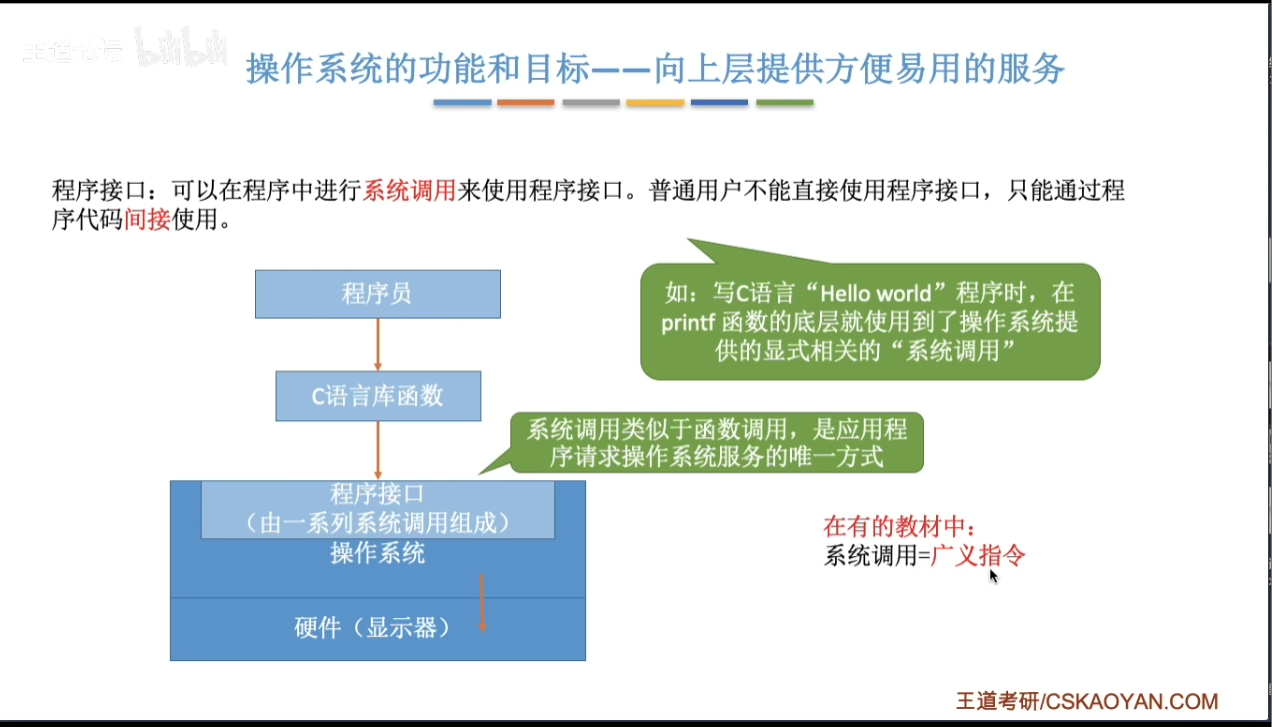 王道论坛 bilibili
操作系统的功能和目标——向上层提供方便易用的服务
程序接口：可以在程序中进行系统调用来使用程序接口。普通用户不能直接使用程序接口，只能通过程
序代码间接使用。
程序员
如：写C语言“Hello world”程序时，在
printf 函数的底层就使用到了操作系统提
供的显式相关的“系统调用”
C语言库函数
系统调用类似于函数调用，是应用程
序请求操作系统服务的唯一方式
程序接口
（由一系列系统调用组成）
操作系统
在有的教材中：
系统调用=广义指令
硬件（显示器）
王道考研/CSKAOYAN.COM